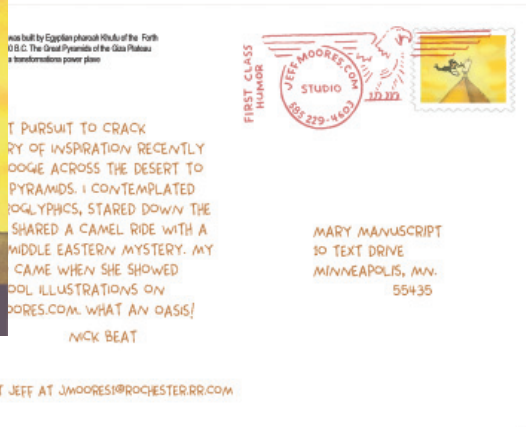 was built by Egyptian pharoah Khufu of the Forth
0 B.C. The Great Pyramids of the Giza Plateau
a transformations power place
FIRST CLASS
HUMOR
JEFFMOORES.COM
STUDIO
585 229-4603
T PURSUIT TO CRACK
RY OF INSPIRATION RECENTLY
OOGIE ACROSS THE DESERT TO
PYRAMIDS. I CONTEMPLATED
ROGLYPHICS, STARED DOWN THE
SHARED A CAMEL RIDE WITH A
MIDDLE EASTERN MYSTERY. MY
CAME WHEN SHE SHOWED
OOL ILLUSTRATIONS ON
OORES.COM. WHAT AN OASIS!
NICK BEAT
MARY MANUSCRIPT
10 TEXT DRIVE
MINNEAPOLIS, MN.
55435
T JEFF AT JMOORES1@ROCHESTER.RR.COM